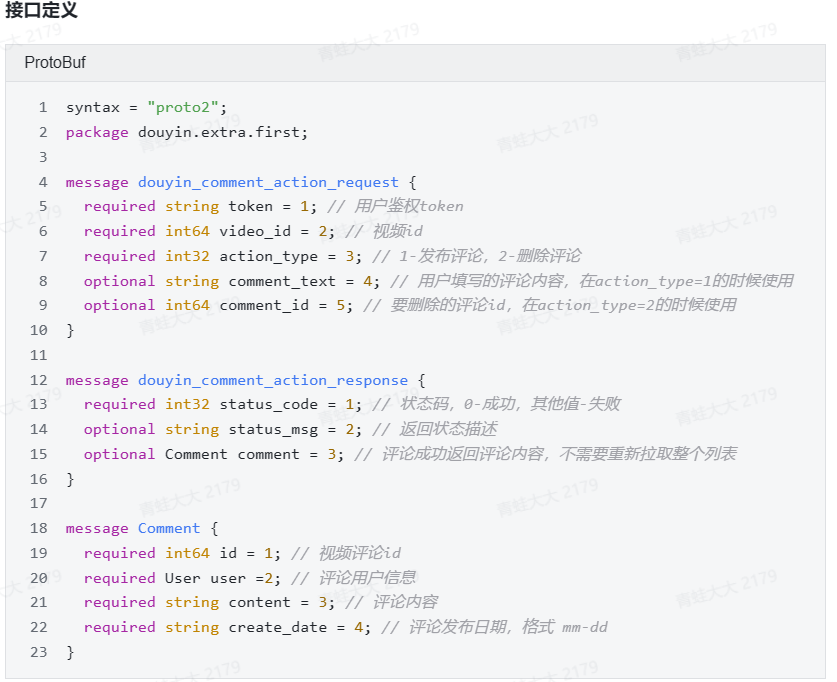 接口定义
ProtoBuf
1 syntax = "proto2";
2 package douyin.extra.first;
3
4 message douyin_comment_action_request {
5   required string token = 1; // 用户鉴权token
6   required int64 video_id = 2; // 视频id
7   required int32 action_type = 3; // 1-发布评论，2-删除评论
8   optional string comment_text = 4; // 用户填写的评论内容，在action_type=1的时候使用
9   optional int64 comment_id = 5; // 要删除的评论id，在action_type=2的时候使用
10 }
11
12 message douyin_comment_action_response {
13   required int32 status_code = 1; // 状态码，0-成功，其他值-失败
14   optional string status_msg = 2; // 返回状态描述
15   optional Comment comment = 3; // 评论成功返回评论内容，不需要重新拉取整个列表
16 }
17
18 message Comment {
19   required int64 id = 1; // 视频评论id
20   required User user =2; // 评论用户信息
21   required string content = 3; // 评论内容
22   required string create_date = 4; // 评论发布日期，格式 mm-dd
23 }
青蛙大大 2179